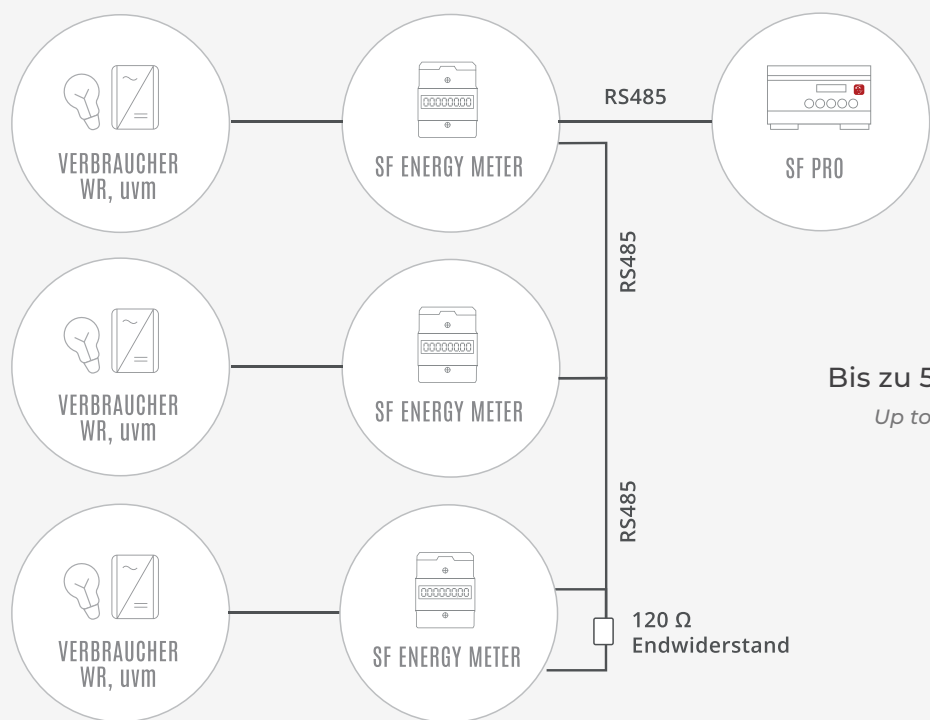 RS485
VERBRAUCHER
WR, uvm
SF ENERGY METER
SF PRO
RS485
VERBRAUCHER
WR, uvm
SF ENERGY METER
Bis zu 5
Up to
RS485
120 Ω
Endwiderstand
VERBRAUCHER
WR, uvm
SF ENERGY METER